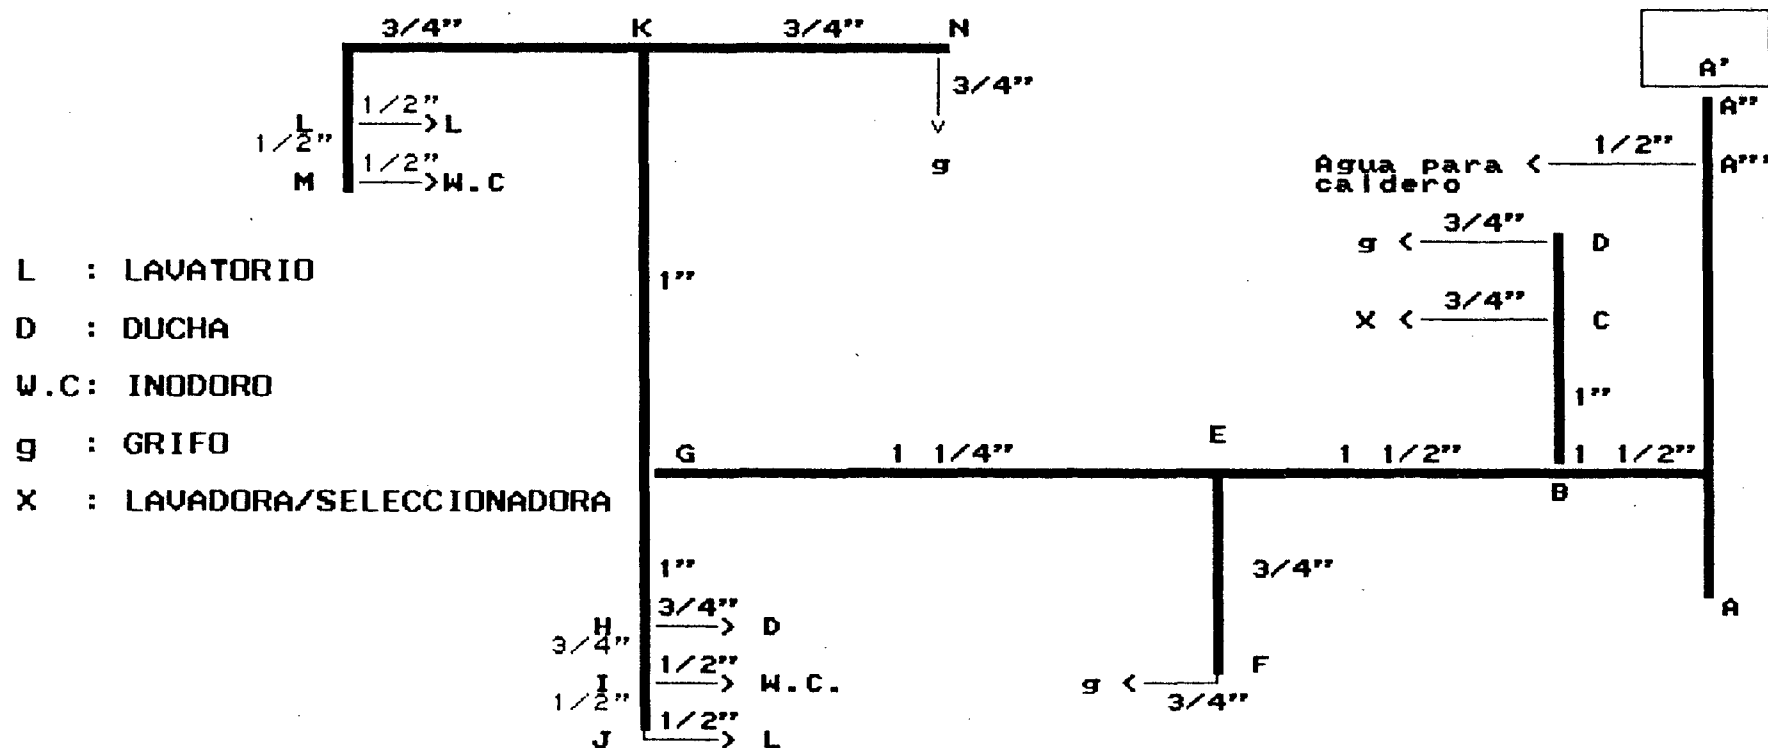 3/4" K 3/4" N
A'
3/4"
A"
1/2"
L >L
1/2"
1/2"
M >W.C
g
1/2"
Agua para < A"'
caldero
3/4"
g < D
3/4"
X < C
L : LAVATORIO
1"
D : DUCHA
W.C: INODORO
1"
g : GRIFO
X : LAVADORA/SELECCIONADORA
G 1 1/4" E 1 1/2" 1 1/2"
B
1"
3/4"
3/4"
H > D
3/4"
1/2"
I > W.C.
1/2"
1/2"
J > L
F
g <
3/4"
A